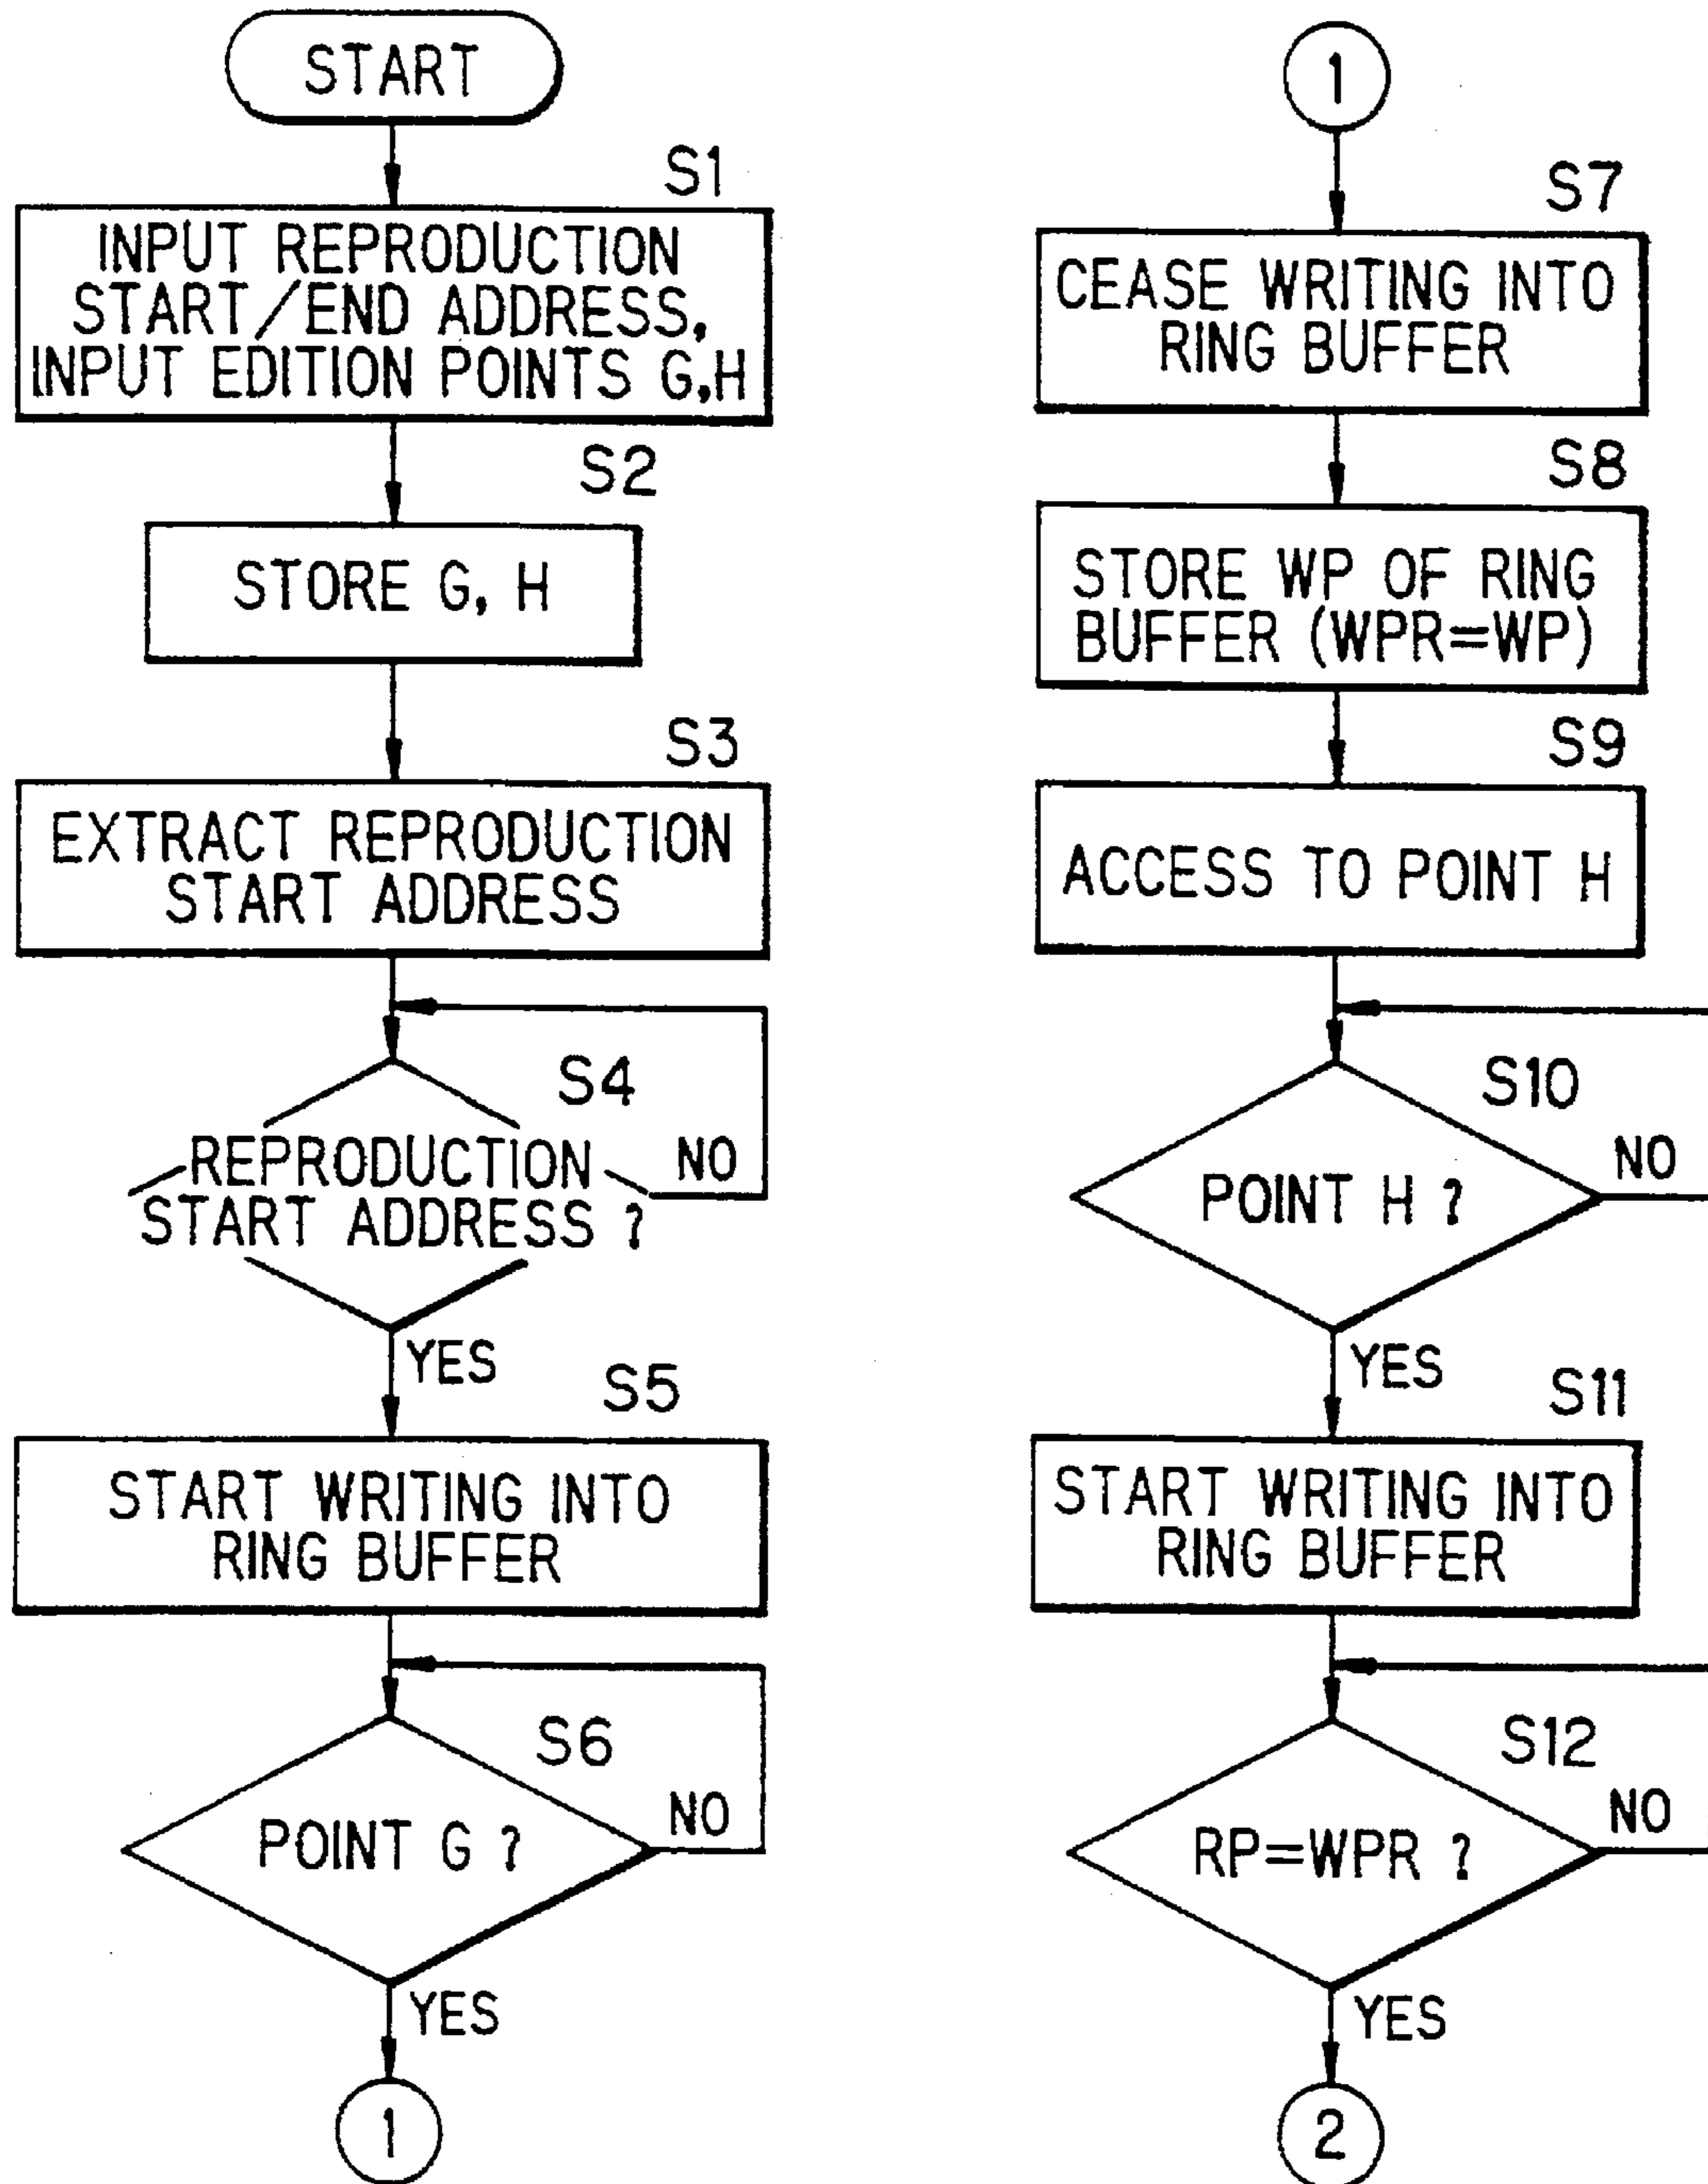 START
S1
INPUT REPRODUCTION
START/END ADDRESS,
INPUT EDITION POINTS G,H
S2
STORE G, H
S3
EXTRACT REPRODUCTION
START ADDRESS
S4
REPRODUCTION
START ADDRESS ?
NO
YES
S5
START WRITING INTO
RING BUFFER
S6
POINT G ?
NO
YES
1
1
S7
CEASE WRITING INTO
RING BUFFER
S8
STORE WP OF RING
BUFFER (WPR=WP)
S9
ACCESS TO POINT H
S10
POINT H ?
NO
YES
S11
START WRITING INTO
RING BUFFER
S12
RP=WPR ?
NO
YES
2